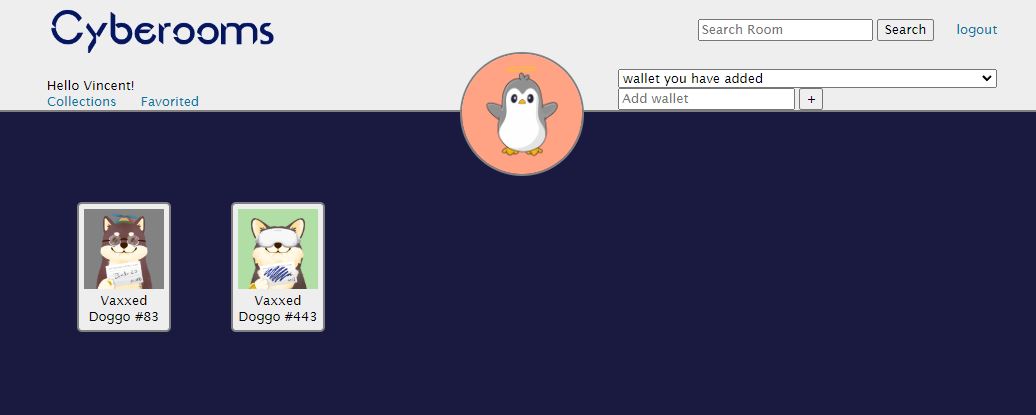 Cyberooms
Search Room
Search
logout
Hello Vincent!
wallet you have added
Collections
Favorited
Add wallet
+
Vaxxed
Doggo #83
Vaxxed
Doggo #443